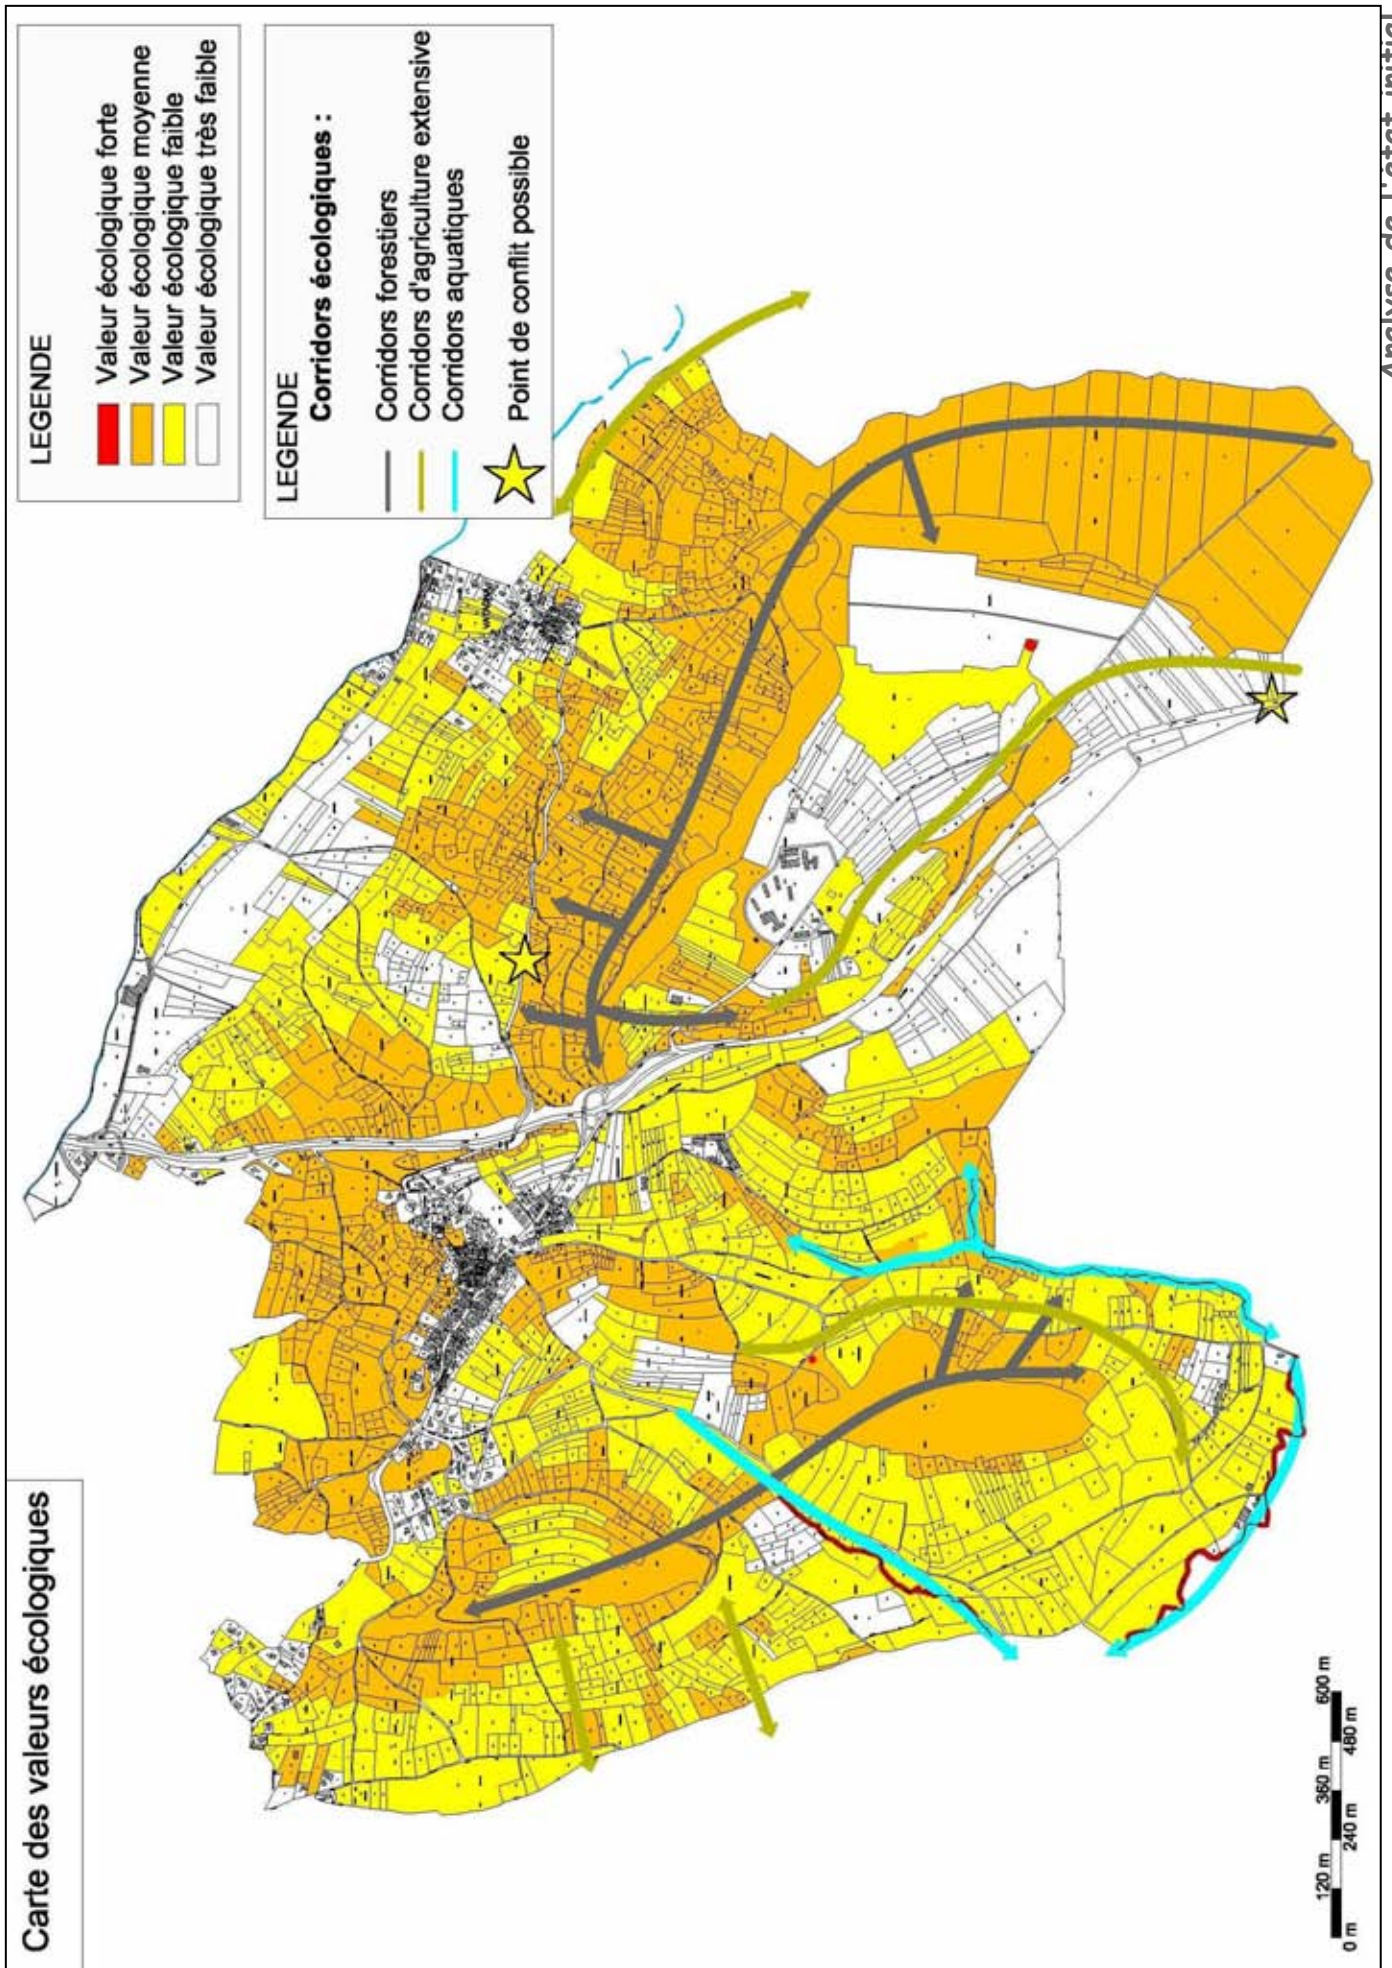 Carte des valeurs écologiques
LEGENDE
Valeur écologique forte
Valeur écologique moyenne
Valeur écologique faible
Valeur écologique très faible
LEGENDE
Corridors écologiques :
Corridors forestiers
Corridors d'agriculture extensive
Corridors aquatiques
Point de conflit possible
0 m 120 m 240 m 360 m 480 m 600 m
Analyse de l'état initial